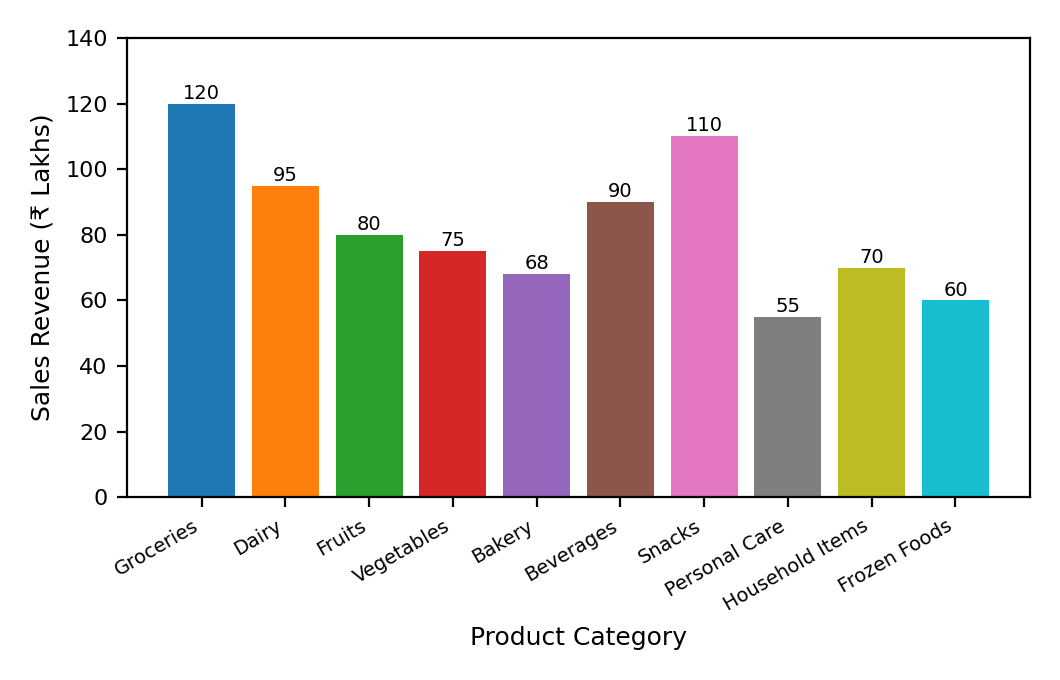 140
120
100
80
60
40
20
0
Sales Revenue (₹ Lakhs)
120
95
80
75
68
90
110
55
70
60
Groceries
Dairy
Fruits
Vegetables
Bakery
Beverages
Snacks
Personal Care
Household Items
Frozen Foods
Product Category